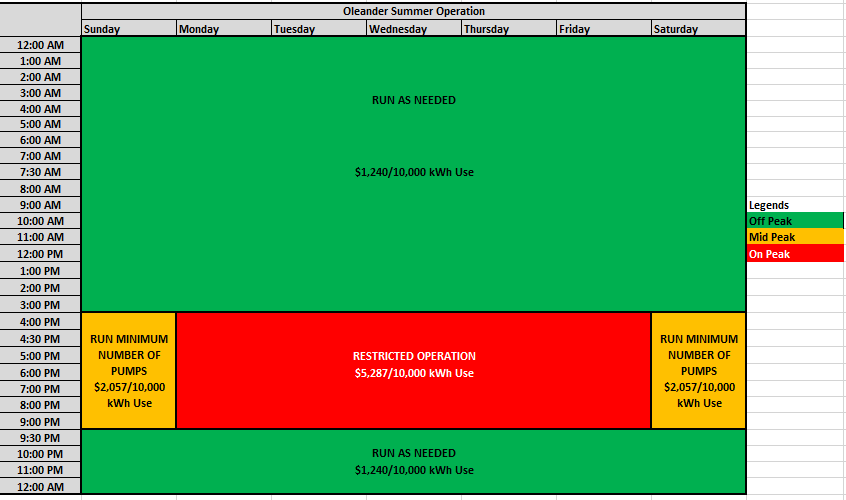 Oleander Summer Operation
Sunday Monday Tuesday Wednesday Thursday Friday Saturday
12:00 AM
1:00 AM
2:00 AM
3:00 AM
RUN AS NEEDED
4:00 AM
5:00 AM
6:00 AM
7:00 AM
7:30 AM $1,240/10,000 kWh Use
8:00 AM
9:00 AM Legends
10:00 AM Off Peak
11:00 AM Mid Peak
12:00 PM On Peak
1:00 PM
2:00 PM
3:00 PM
4:00 PM
4:30 PM RUN MINIMUM RUN MINIMUM
5:00 PM NUMBER OF RESTRICTED OPERATION NUMBER OF
6:00 PM PUMPS $5,287/10,000 kWh Use PUMPS
7:00 PM $2,057/10,000 $2,057/10,000
8:00 PM kWh Use kWh Use
9:00 PM
9:30 PM
10:00 PM RUN AS NEEDED
11:00 PM $1,240/10,000 kWh Use
12:00 AM